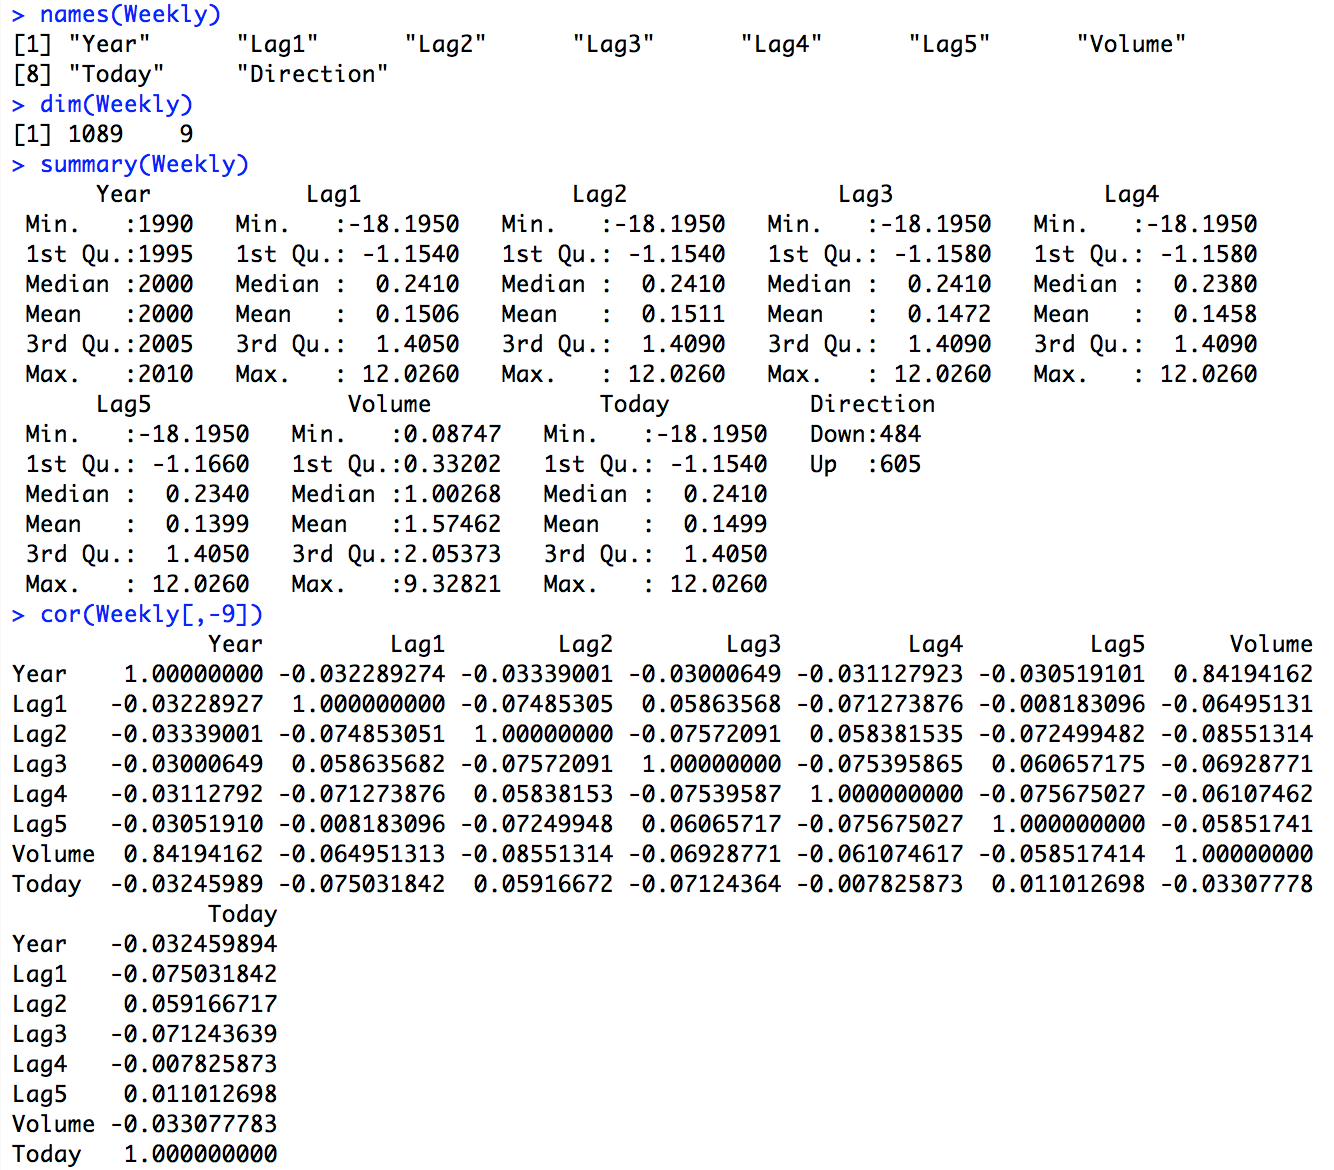 > names(Weekly)
[1] "Year"      "Lag1"      "Lag2"      "Lag3"      "Lag4"      "Lag5"      "Volume"
[8] "Today"     "Direction"
> dim(Weekly)
[1] 1089    9
> summary(Weekly)
      Year           Lag1               Lag2               Lag3               Lag4
 Min.   :1990   Min.   :-18.1950   Min.   :-18.1950   Min.   :-18.1950   Min.   :-18.1950
 1st Qu.:1995   1st Qu.: -1.1540   1st Qu.: -1.1540   1st Qu.: -1.1580   1st Qu.: -1.1580
 Median :2000   Median :  0.2410   Median :  0.2410   Median :  0.2410   Median :  0.2380
 Mean   :2000   Mean   :  0.1506   Mean   :  0.1511   Mean   :  0.1472   Mean   :  0.1458
 3rd Qu.:2005   3rd Qu.:  1.4050   3rd Qu.:  1.4090   3rd Qu.:  1.4090   3rd Qu.:  1.4090
 Max.   :2010   Max.   : 12.0260   Max.   : 12.0260   Max.   : 12.0260   Max.   : 12.0260
      Lag5              Volume            Today          Direction
 Min.   :-18.1950   Min.   :0.08747   Min.   :-18.1950   Down:484
 1st Qu.: -1.1660   1st Qu.:0.33202   1st Qu.: -1.1540   Up  :605
 Median :  0.2340   Median :1.00268   Median :  0.2410
 Mean   :  0.1399   Mean   :1.57462   Mean   :  0.1499
 3rd Qu.:  1.4050   3rd Qu.:2.05373   3rd Qu.:  1.4050
 Max.   : 12.0260   Max.   :9.32821   Max.   : 12.0260
> cor(Weekly[,-9])
              Year         Lag1        Lag2        Lag3         Lag4         Lag5      Volume
Year    1.00000000 -0.032289274 -0.03339001 -0.03000649 -0.031127923 -0.030519101  0.84194162
Lag1   -0.03228927  1.000000000 -0.07485305  0.05863568 -0.071273876 -0.008183096 -0.06495131
Lag2   -0.03339001 -0.074853051  1.00000000 -0.07572091  0.058381535 -0.072499482 -0.08551314
Lag3   -0.03000649  0.058635682 -0.07572091  1.00000000 -0.075395865  0.060657175 -0.06928771
Lag4   -0.03112792 -0.071273876  0.05838153 -0.07539587  1.000000000 -0.075675027 -0.06107462
Lag5   -0.03051910 -0.008183096 -0.07249948  0.06065717 -0.075675027  1.000000000 -0.05851741
Volume  0.84194162 -0.064951313 -0.08551314 -0.06928771 -0.061074617 -0.058517414  1.00000000
Today  -0.03245989 -0.075031842  0.05916672 -0.07124364 -0.007825873  0.011012698 -0.03307778
              Today
Year   -0.032459894
Lag1   -0.075031842
Lag2    0.059166717
Lag3   -0.071243639
Lag4   -0.007825873
Lag5    0.011012698
Volume -0.033077783
Today   1.000000000